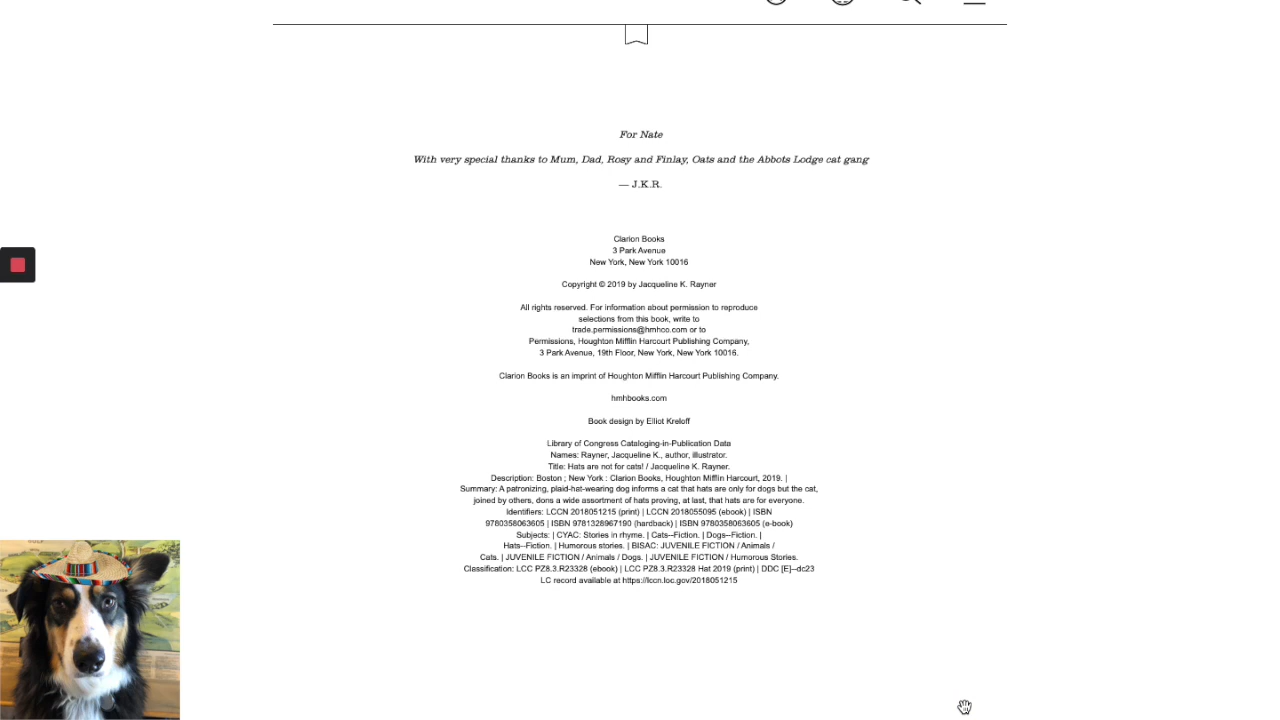 For Nate
With very special thanks to Mum, Dad, Rosy and Finlay, Oats and the Abbots Lodge cat gang
— J.K.R.
Clarion Books
3 Park Avenue
New York, New York 10016
Copyright © 2019 by Jacqueline K. Rayner
All rights reserved. For information about permission to reproduce
selections from this book, write to
trade.permissions@hmhco.com or to
Permissions, Houghton Mifflin Harcourt Publishing Company,
3 Park Avenue, 19th Floor, New York, New York 10016.
Clarion Books is an imprint of Houghton Mifflin Harcourt Publishing Company.
hmhbooks.com
Book design by Elliot Kreloff
Library of Congress Cataloging-in-Publication Data
Names: Rayner, Jacqueline K., author, illustrator.
Title: Hats are not for cats! / Jacqueline K. Rayner.
Description: Boston ; New York : Clarion Books, Houghton Mifflin Harcourt, 2019. |
Summary: A patronizing, plaid-hat-wearing dog informs a cat that hats are only for dogs but the cat,
joined by others, dons a wide assortment of hats proving, at last, that hats are for everyone.
Identifiers: LCCN 2018051215 (print) | LCCN 2018055095 (ebook) | ISBN
9780358063605 | ISBN 9781328967190 (hardback) | ISBN 9780358063605 (e-book)
Subjects: | CYAC: Stories in rhyme. | Cats--Fiction. | Dogs--Fiction. |
Hats--Fiction. | Humorous stories. | BISAC: JUVENILE FICTION / Animals /
Cats. | JUVENILE FICTION / Animals / Dogs. | JUVENILE FICTION / Humorous Stories.
Classification: LCC PZ8.3.R23328 (ebook) | LCC PZ8.3.R23328 Hat 2019 (print) | DDC [E]--dc23
LC record available at https://lccn.loc.gov/2018051215